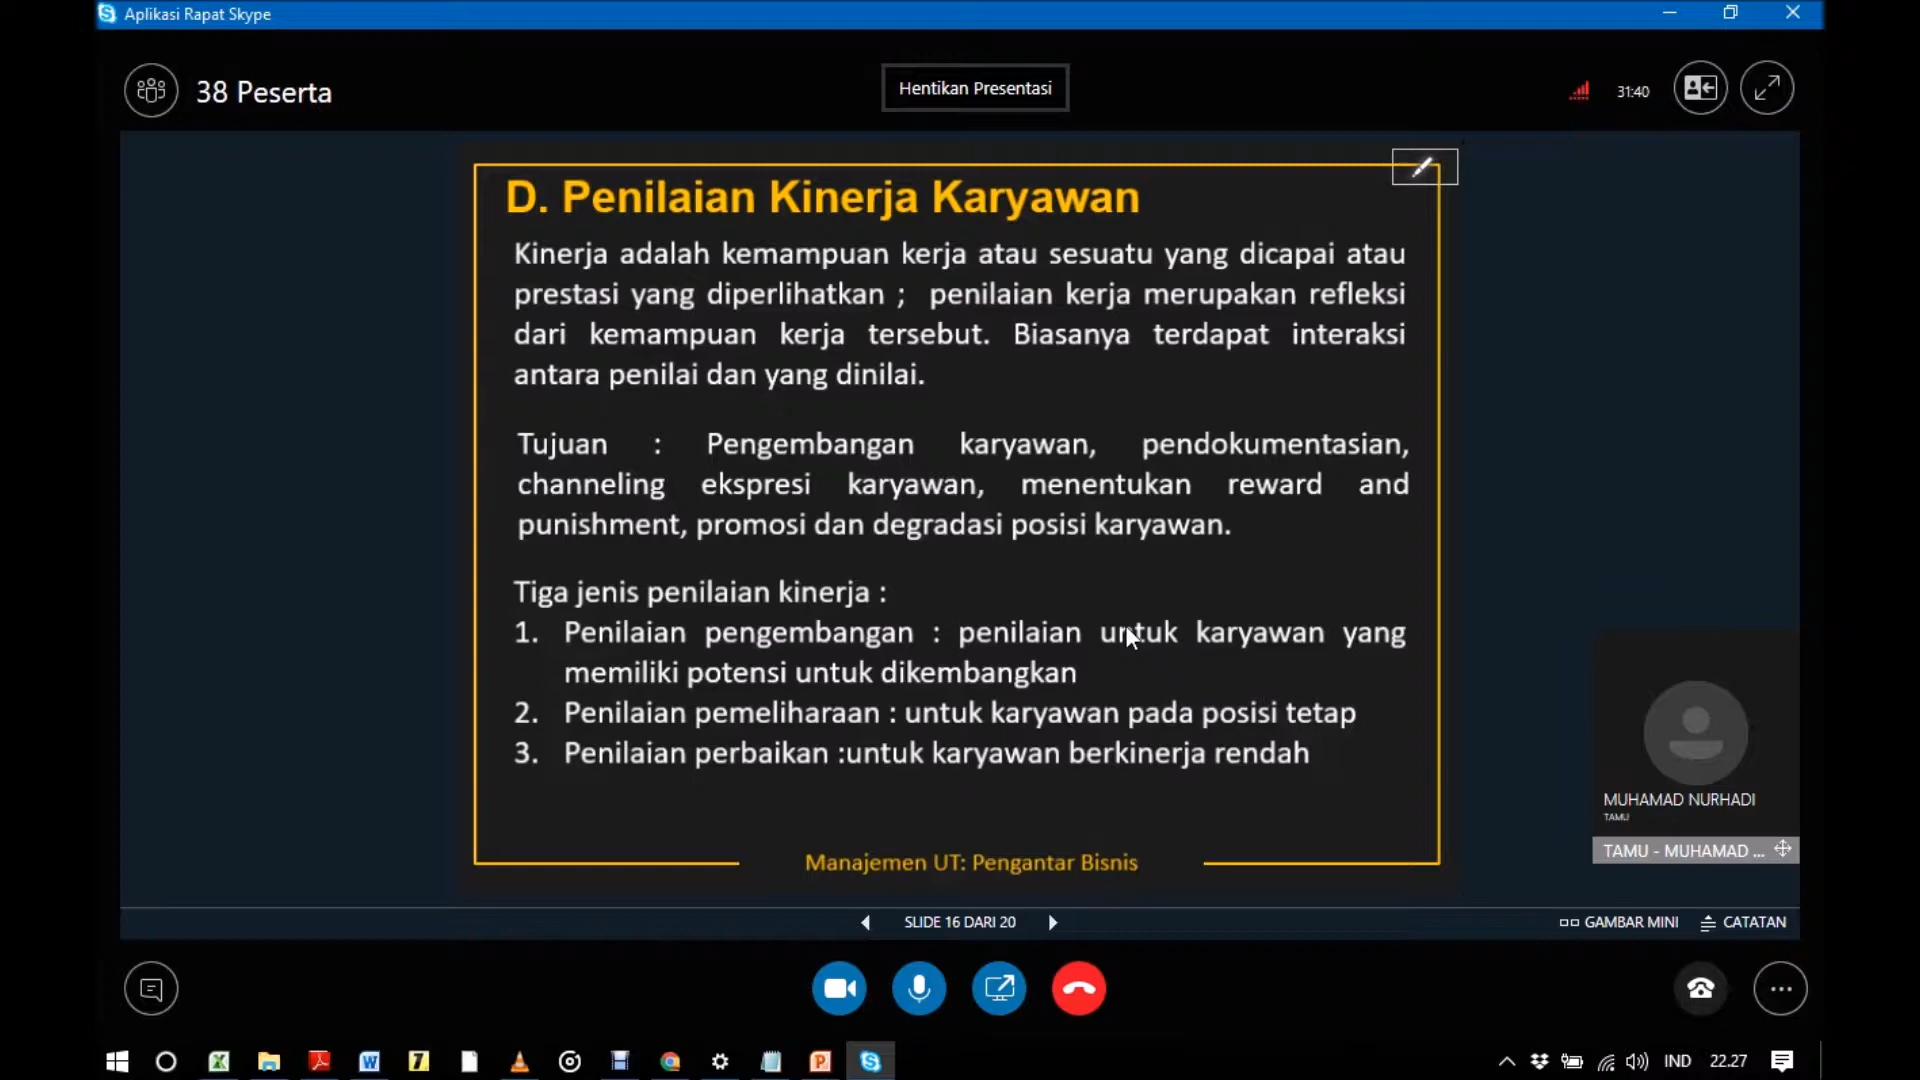 Aplikasi Rapat Skype
38 Peserta
Hentikan Presentasi
31:40
D. Penilaian Kinerja Karyawan
Kinerja adalah kemampuan kerja atau sesuatu yang dicapai atau
prestasi yang diperlihatkan ; penilaian kerja merupakan refleksi
dari kemampuan kerja tersebut. Biasanya terdapat interaksi
antara penilai dan yang dinilai.
Tujuan : Pengembangan karyawan, pendokumentasian,
channeling ekspresi karyawan, menentukan reward and
punishment, promosi dan degradasi posisi karyawan.
Tiga jenis penilaian kinerja :
1. Penilaian pengembangan : penilaian untuk karyawan yang
memiliki potensi untuk dikembangkan
2. Penilaian pemeliharaan : untuk karyawan pada posisi tetap
3. Penilaian perbaikan :untuk karyawan berkinerja rendah
Manajemen UT: Pengantar Bisnis
MUHAMAD NURHADI
TAMU
TAMU - MUHAMAD ...
SLIDE 16 DARI 20
GAMBAR MINI
CATATAN
IND
22.27